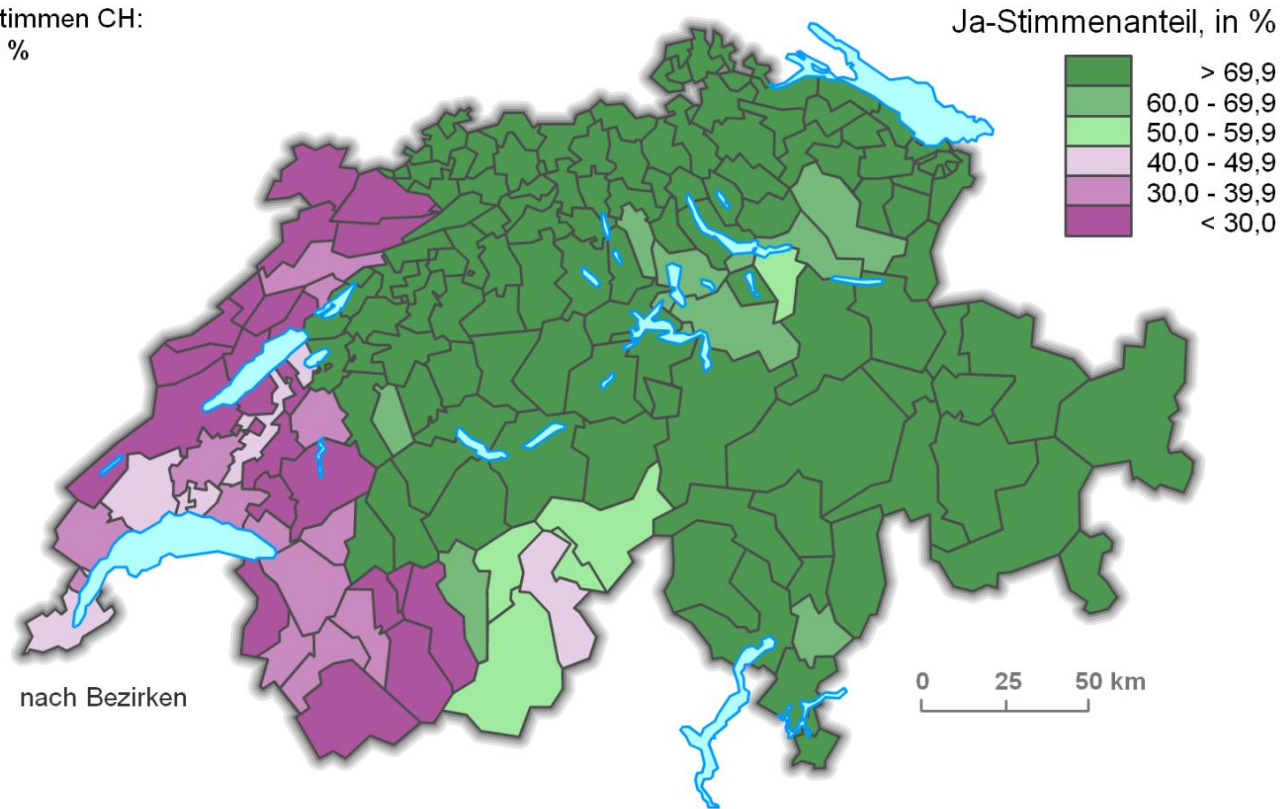 timmen CH:
%
Ja-Stimmenanteil, in %
> 69,9
60,0 - 69,9
50,0 - 59,9
40,0 - 49,9
30,0 - 39,9
< 30,0
nach Bezirken
0 25 50 km